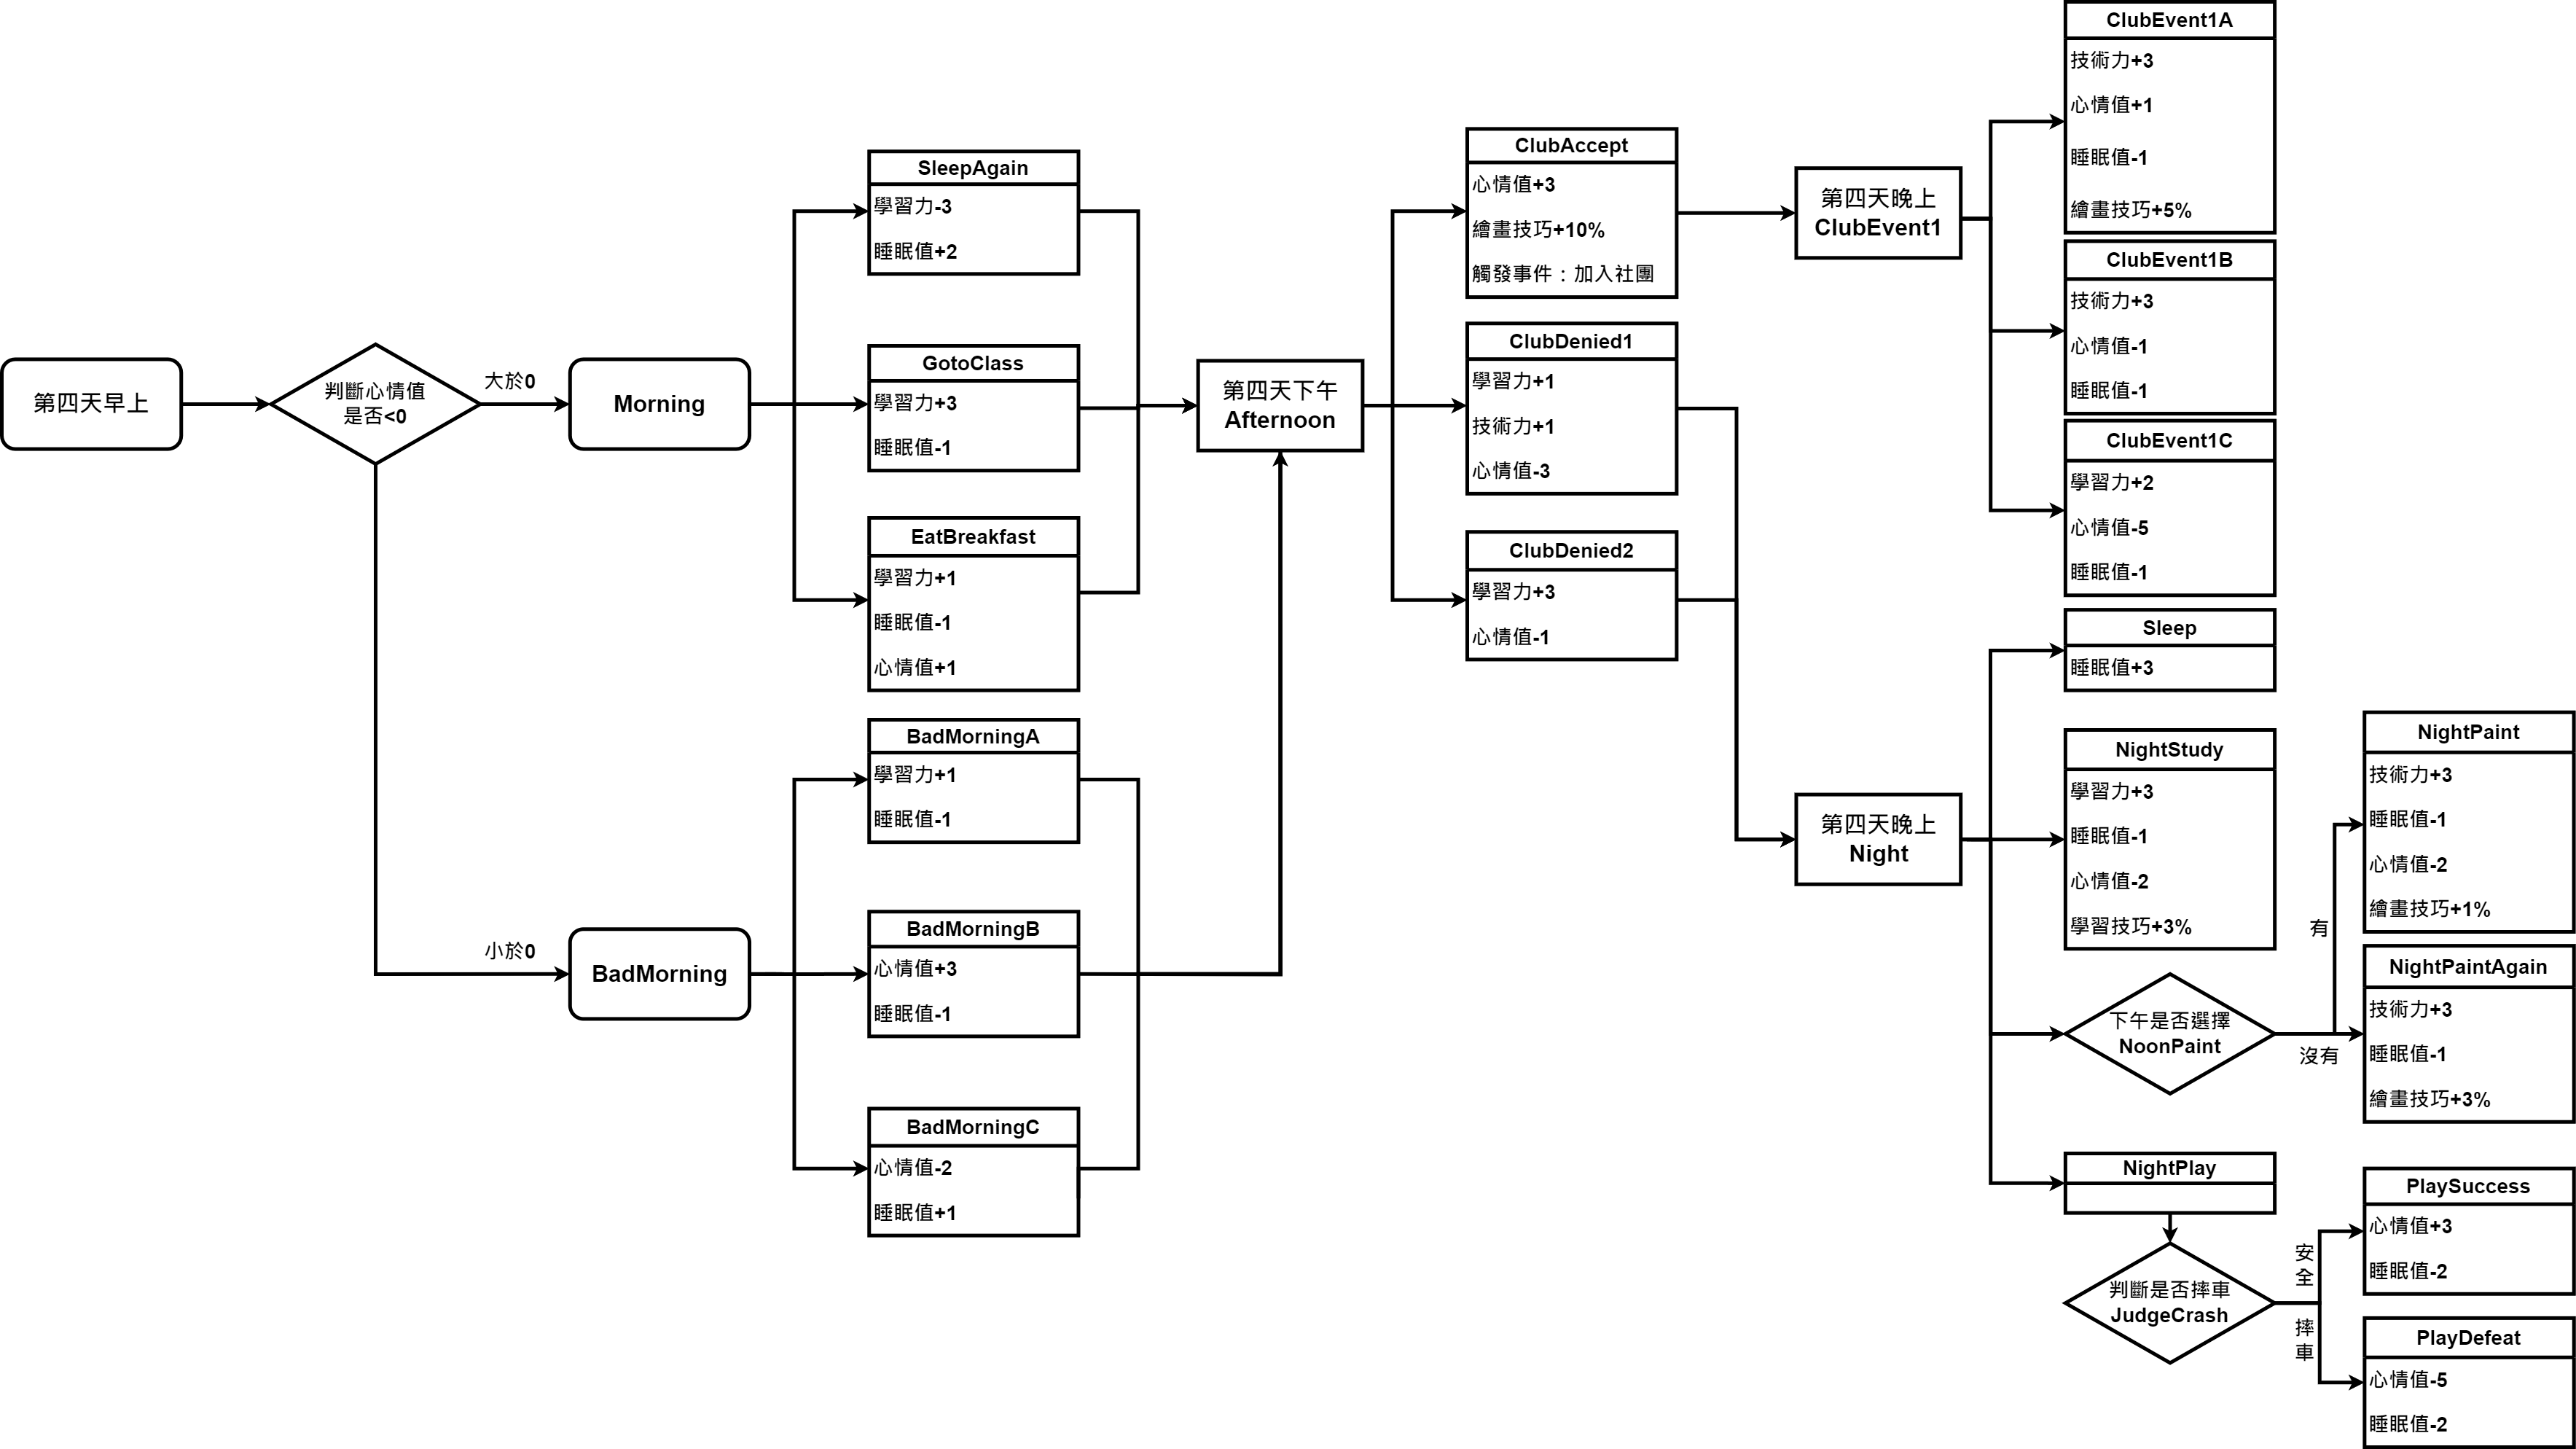 第四天早上
判斷心情值
是否<0
大於0
小於0
Morning
BadMorning
SleepAgain
學習力-3
睡眠值+2
GotoClass
學習力+3
睡眠值-1
EatBreakfast
學習力+1
睡眠值-1
心情值+1
BadMorningA
學習力+1
睡眠值-1
BadMorningB
心情值+3
睡眠值-1
BadMorningC
心情值-2
睡眠值+1
第四天下午
Afternoon
ClubAccept
心情值+3
繪畫技巧+10%
觸發事件：加入社團
ClubDenied1
學習力+1
技術力+1
心情值-3
ClubDenied2
學習力+3
心情值-1
第四天晚上
ClubEvent1
第四天晚上
Night
ClubEvent1A
技術力+3
心情值+1
睡眠值-1
繪畫技巧+5%
ClubEvent1B
技術力+3
心情值-1
睡眠值-1
ClubEvent1C
學習力+2
心情值-5
睡眠值-1
Sleep
睡眠值+3
NightStudy
學習力+3
睡眠值-1
心情值-2
學習技巧+3%
下午是否選擇
NoonPaint
有
沒有
NightPaint
技術力+3
睡眠值-1
心情值-2
繪畫技巧+1%
NightPaintAgain
技術力+3
睡眠值-1
繪畫技巧+3%
NightPlay
判斷是否摔車
JudgeCrash
安
全
摔
車
PlaySuccess
心情值+3
睡眠值-2
PlayDefeat
心情值-5
睡眠值-2